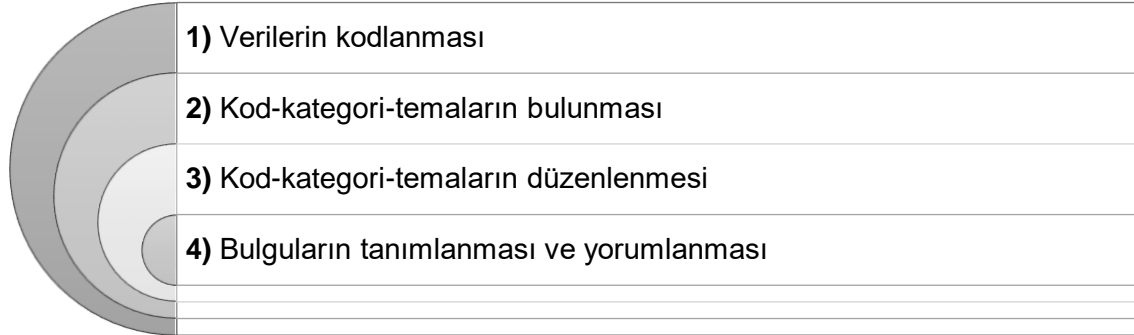 1) Verilerin kodlanması
2) Kod-kategori-temaların bulunması
3) Kod-kategori-temaların düzenlenmesi
4) Bulguların tanımlanması ve yorumlanması